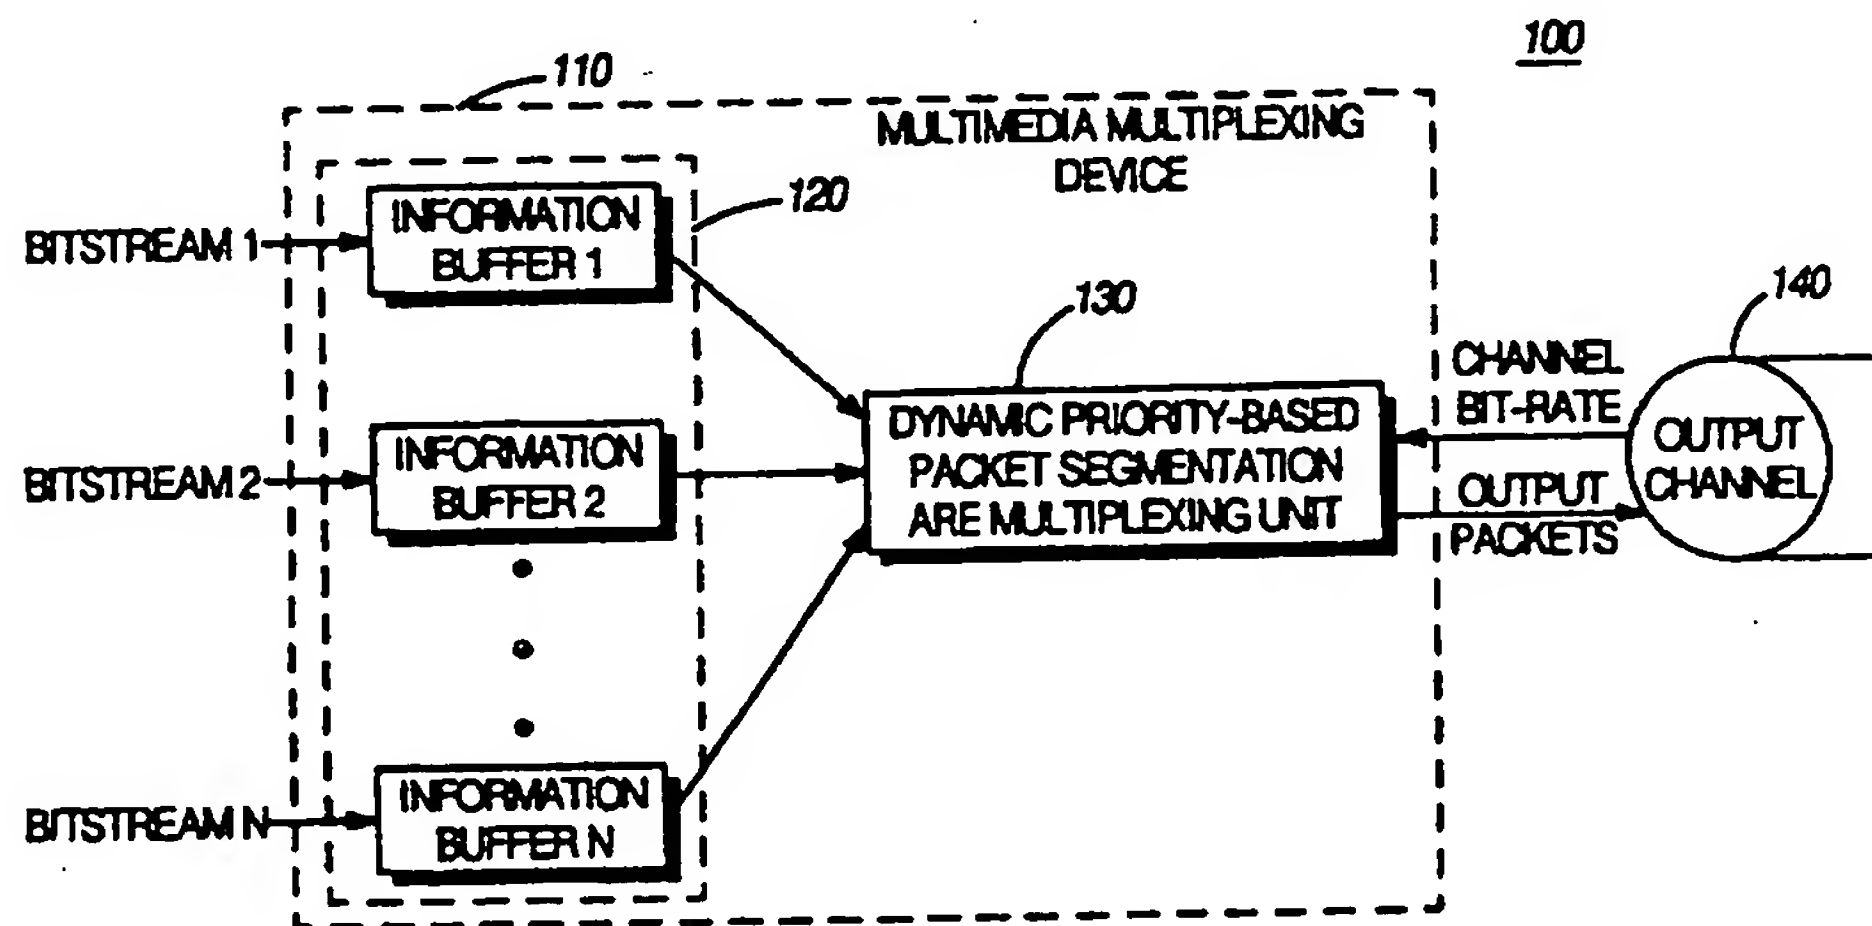 100
110
MULTIMEDIA MULTIPLEXING
DEVICE
120
BITSTREAM 1
INFORMATION
BUFFER 1
130
140
CHANNEL
BIT-RATE
DYNAMIC PRIORITY-BASED
PACKET SEGMENTATION
ARE MULTIPLEXING UNIT
OUTPUT
CHANNEL
BITSTREAM 2
INFORMATION
BUFFER 2
OUTPUT
PACKETS
BITSTREAM N
INFORMATION
BUFFER N